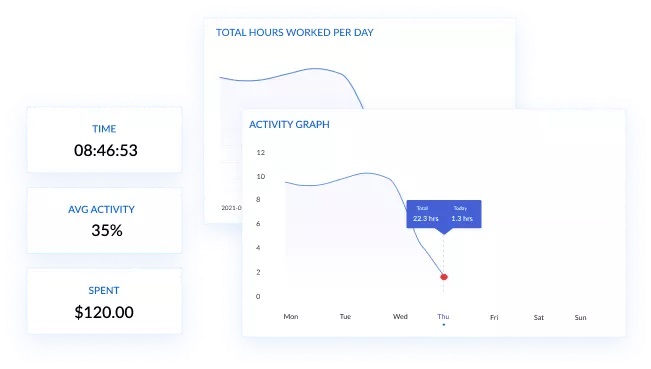 TOTAL HOURS WORKED PER DAY
TIME
08:46:53
AVG ACTIVITY
35%
SPENT
$120.00
2021-0
ACTIVITY GRAPH
12
10
8
6
4
2
0
Total Today
22.3 hrs 1.3 hrs
Mon Tue Wed Thu Fri Sat Sun